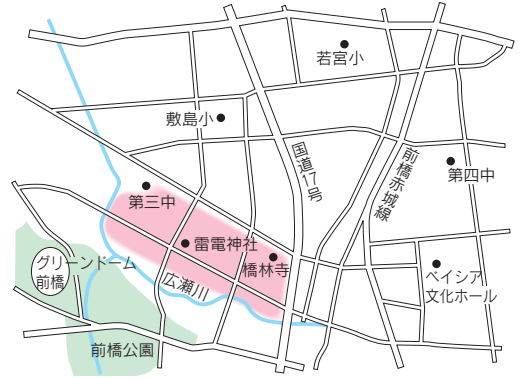 若宮小
敷島小
国道17号
前橋赤城線
第四中
第三中
雷電神社
橋林寺
広瀬川
グリーンドーム
前橋
ベイシア
文化ホール
前橋公園